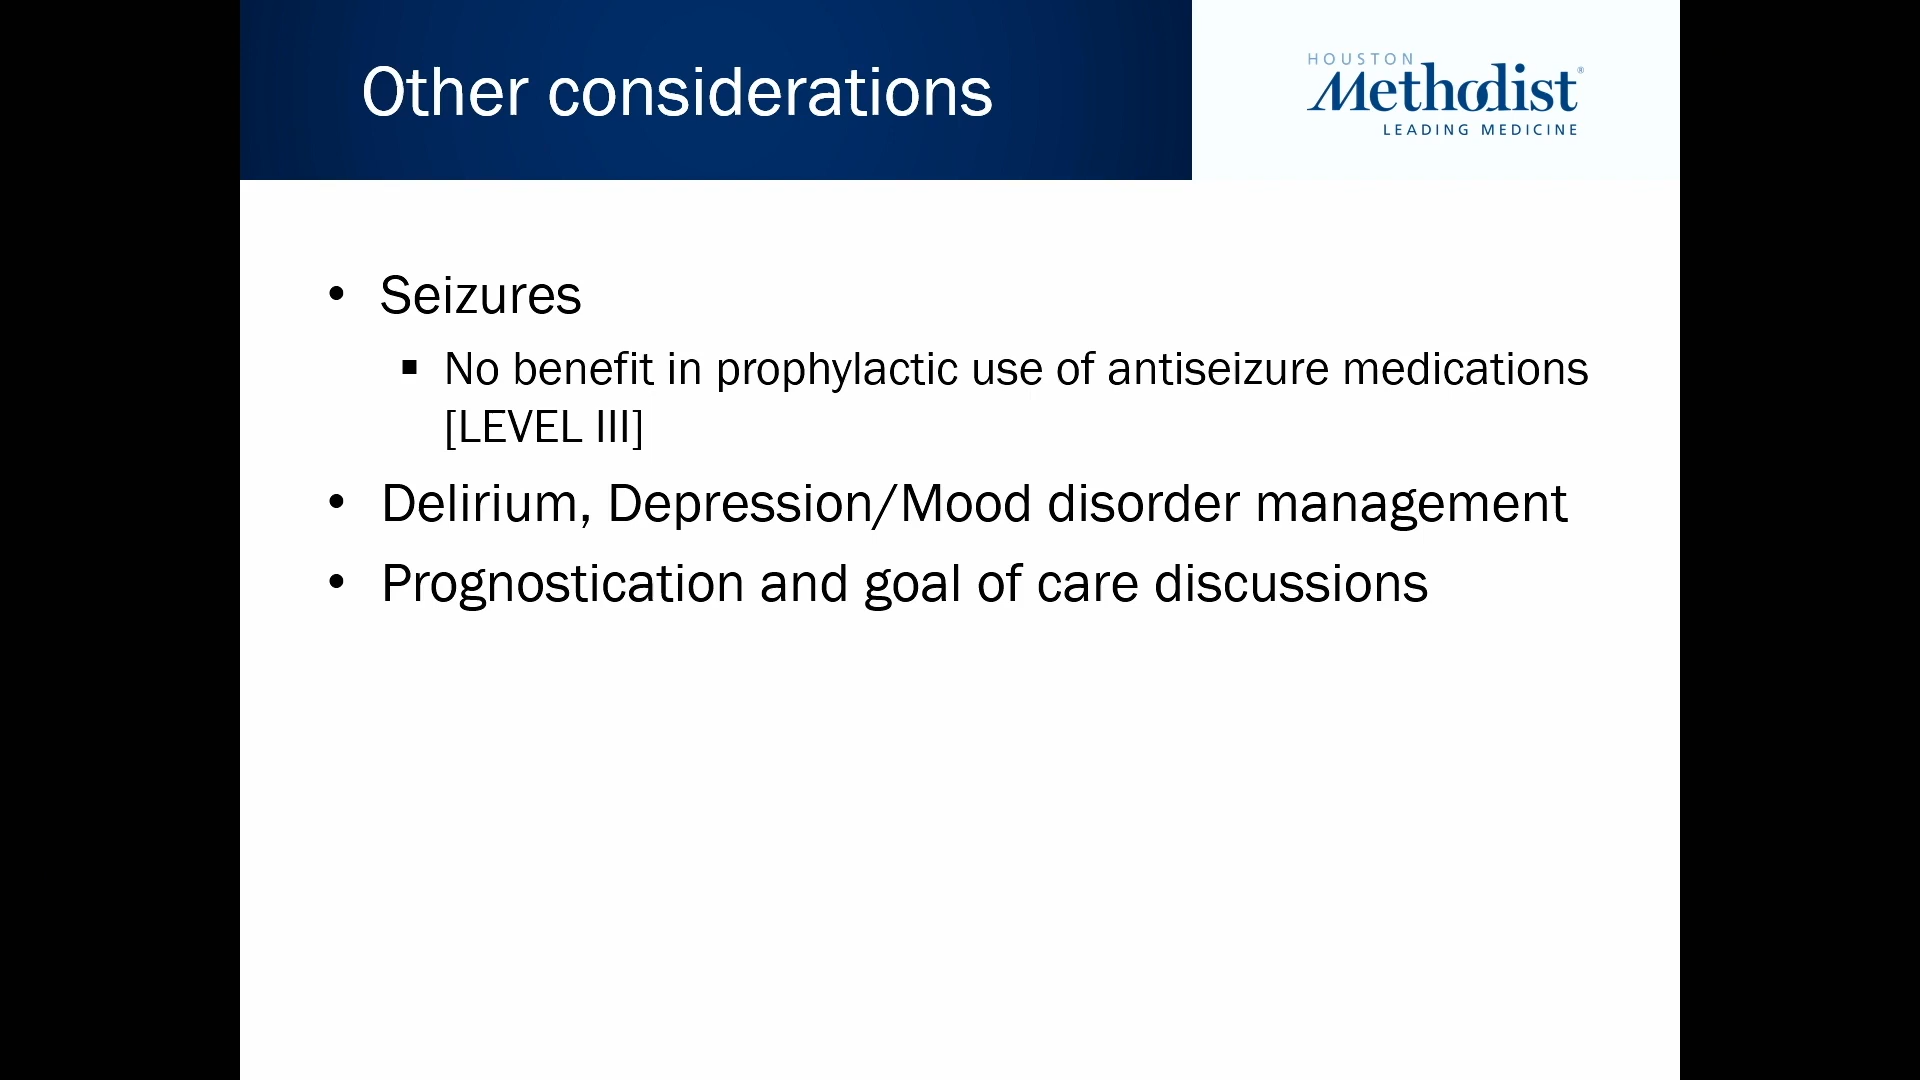 Other considerations
HOUSTON
Methodist®
LEADING MEDICINE
• Seizures
▪ No benefit in prophylactic use of antiseizure medications
[LEVEL III]
• Delirium, Depression/Mood disorder management
• Prognostication and goal of care discussions